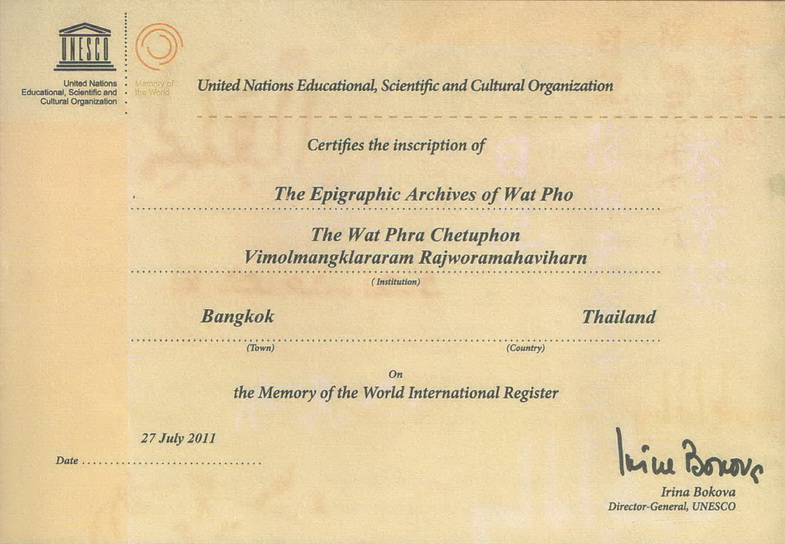 UNESCO
United Nations
Educational, Scientific and
Cultural Organization
Memory of
the World
United Nations Educational, Scientific and Cultural Organization
Certifies the inscription of
The Epigraphic Archives of Wat Pho
The Wat Phra Chetuphon
Vimolmangklararam Rajworamahaviharn
( Institution)
Bangkok
Thailand
(Town)
(Country)
On
the Memory of the World International Register
27 July 2011
Date
Irina Bokova
Irina Bokova
Director-General, UNESCO